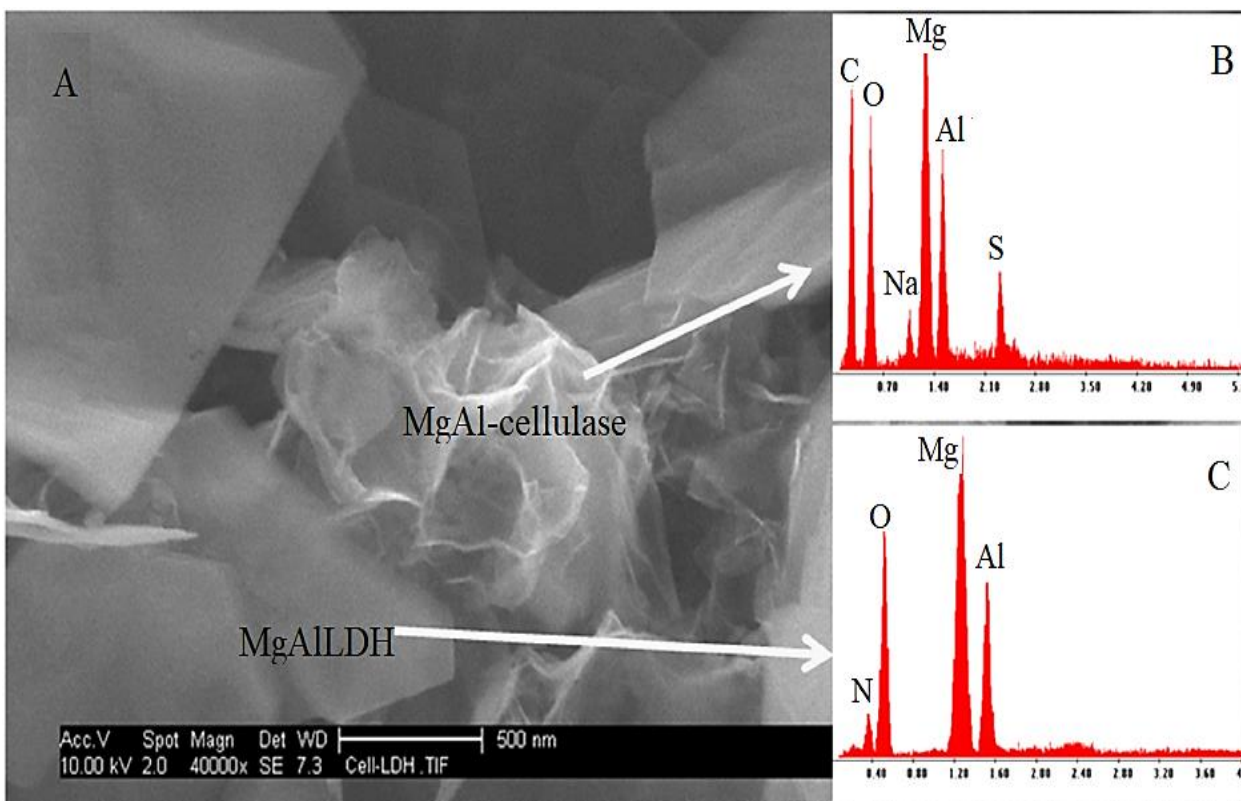 A
MgAl-cellulase
MgAlLDH
Acc.V Spot Magn Det WD 500 nm
10.00 kV 2.0 40000x SE 7.3 Cell-LDH .TIF
B
Mg
C
O
Al
Na
S
0.70 1.40 2.10 2.80 3.50 4.20 4.90 5.
C
Mg
O
Al
N
0.40 0.80 1.20 1.60 2.00 2.40 2.80 3.20 3.60 4